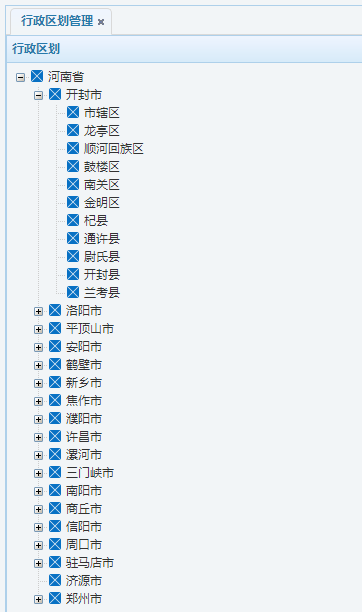 行政区划管理
行政区划
河南省
开封市
市辖区
龙亭区
顺河回族区
鼓楼区
南关区
金明区
杞县
通许县
尉氏县
开封县
兰考县
洛阳市
平顶山市
安阳市
鹤壁市
新乡市
焦作市
濮阳市
许昌市
漯河市
三门峡市
南阳市
商丘市
信阳市
周口市
驻马店市
济源市
郑州市